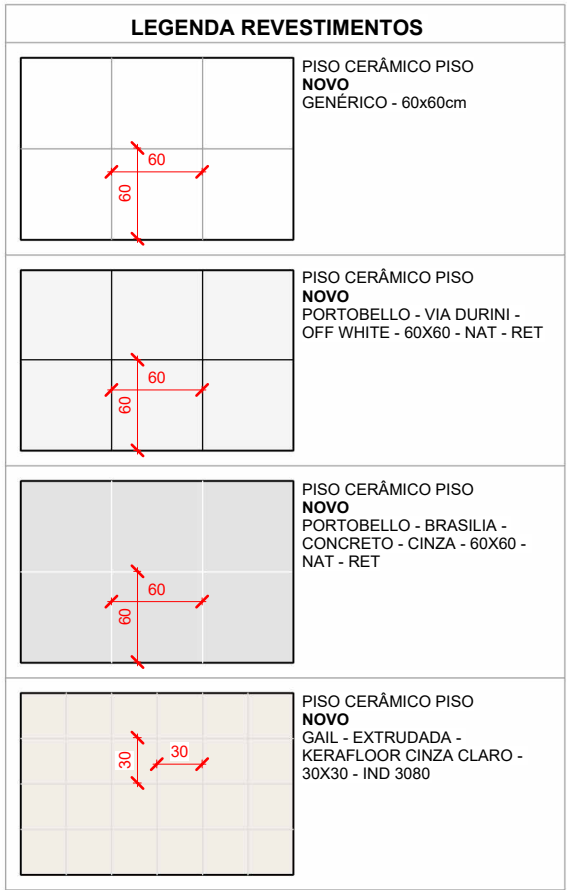 LEGENDA REVESTIMENTOS
PISO CERÂMICO PISO
NOVO
GENÉRICO - 60x60cm
60
60
PISO CERÂMICO PISO
NOVO
PORTOBELLO - VIA DURINI -
OFF WHITE - 60X60 - NAT - RET
60
60
PISO CERÂMICO PISO
NOVO
PORTOBELLO - BRASILIA -
CONCRETO - CINZA - 60X60 -
NAT - RET
60
60
PISO CERÂMICO PISO
NOVO
GAIL - EXTRUDADA -
KERAFLOOR CINZA CLARO -
30X30 - IND 3080
30
30